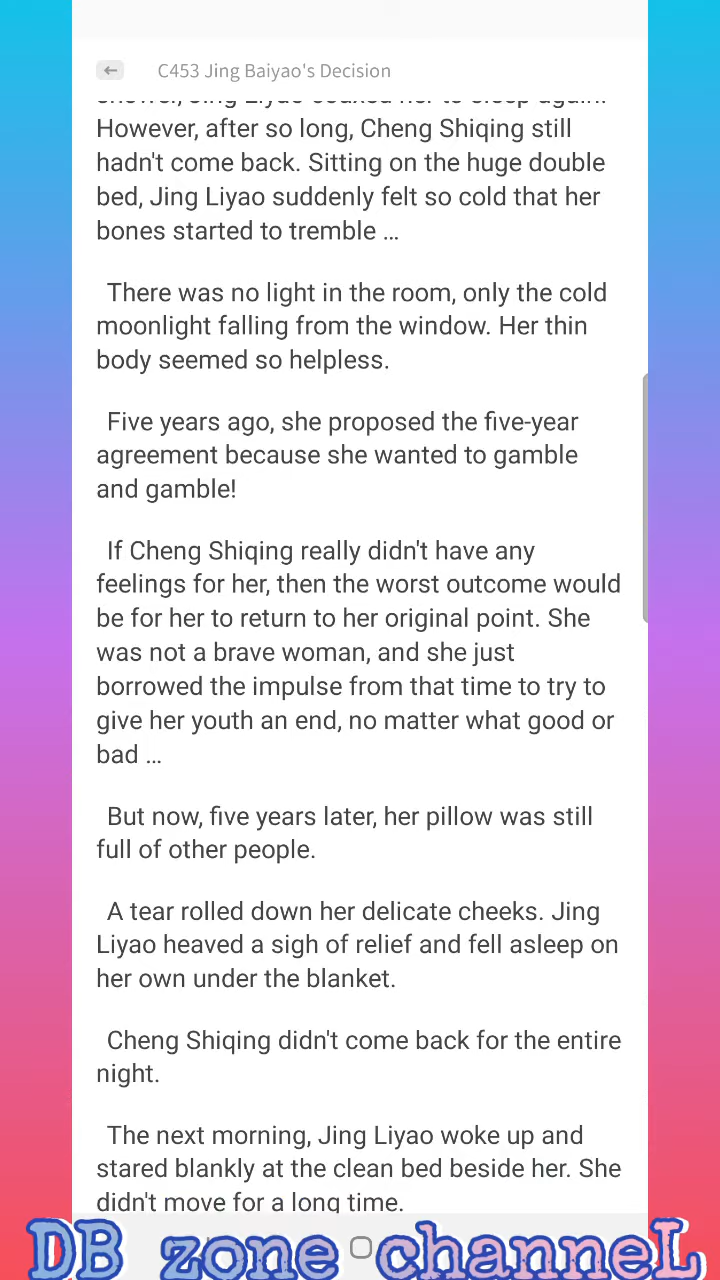 C453 Jing Baiyao's Decision
shower, Jing Liyao coaxed her to sleep again.
However, after so long, Cheng Shiqing still
hadn't come back. Sitting on the huge double
bed, Jing Liyao suddenly felt so cold that her
bones started to tremble …
There was no light in the room, only the cold
moonlight falling from the window. Her thin
body seemed so helpless.
Five years ago, she proposed the five-year
agreement because she wanted to gamble
and gamble!
If Cheng Shiqing really didn't have any
feelings for her, then the worst outcome would
be for her to return to her original point. She
was not a brave woman, and she just
borrowed the impulse from that time to try to
give her youth an end, no matter what good or
bad …
But now, five years later, her pillow was still
full of other people.
A tear rolled down her delicate cheeks. Jing
Liyao heaved a sigh of relief and fell asleep on
her own under the blanket.
Cheng Shiqing didn't come back for the entire
night.
The next morning, Jing Liyao woke up and
stared blankly at the clean bed beside her. She
didn't move for a long time.
DB zone channeL